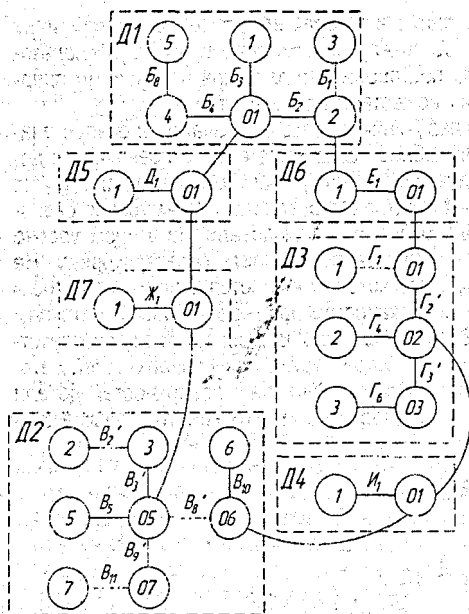 Д1 5 1 3
Б₈ Б₃ Б₁
4 Б₄ 01 Б₂ 2
Д5 1 Д₁ 01
Д6 1 Е₁ 01
Д7 1 Ж₁ 01
Д3 1 Г₁ 01
Г₂'
2 Г₄ 02
Г₃'
3 Г₆ 03
Д4 1 И₁ 01
Д2 2 В₂' 3 6
В₃ В₁₀
5 В₅ 05 В₈' 06
В₉'
7 В₁₁ 07